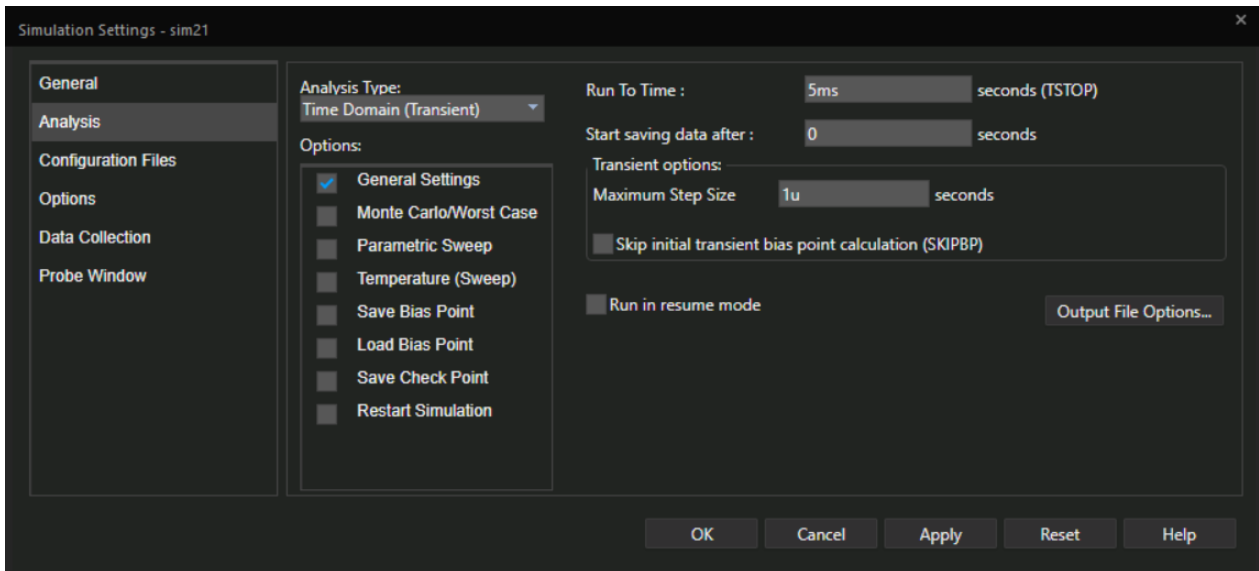 Simulation Settings - sim21
General
Analysis
Configuration Files
Options
Data Collection
Probe Window
Analysis Type:
Time Domain (Transient)
Options:
General Settings
Monte Carlo/Worst Case
Parametric Sweep
Temperature (Sweep)
Save Bias Point
Load Bias Point
Save Check Point
Restart Simulation
Run To Time : 5ms seconds (TSTOP)
Start saving data after : 0 seconds
Transient options:
Maximum Step Size 1u seconds
Skip initial transient bias point calculation (SKIPBP)
Run in resume mode
Output File Options...
OK Cancel Apply Reset Help